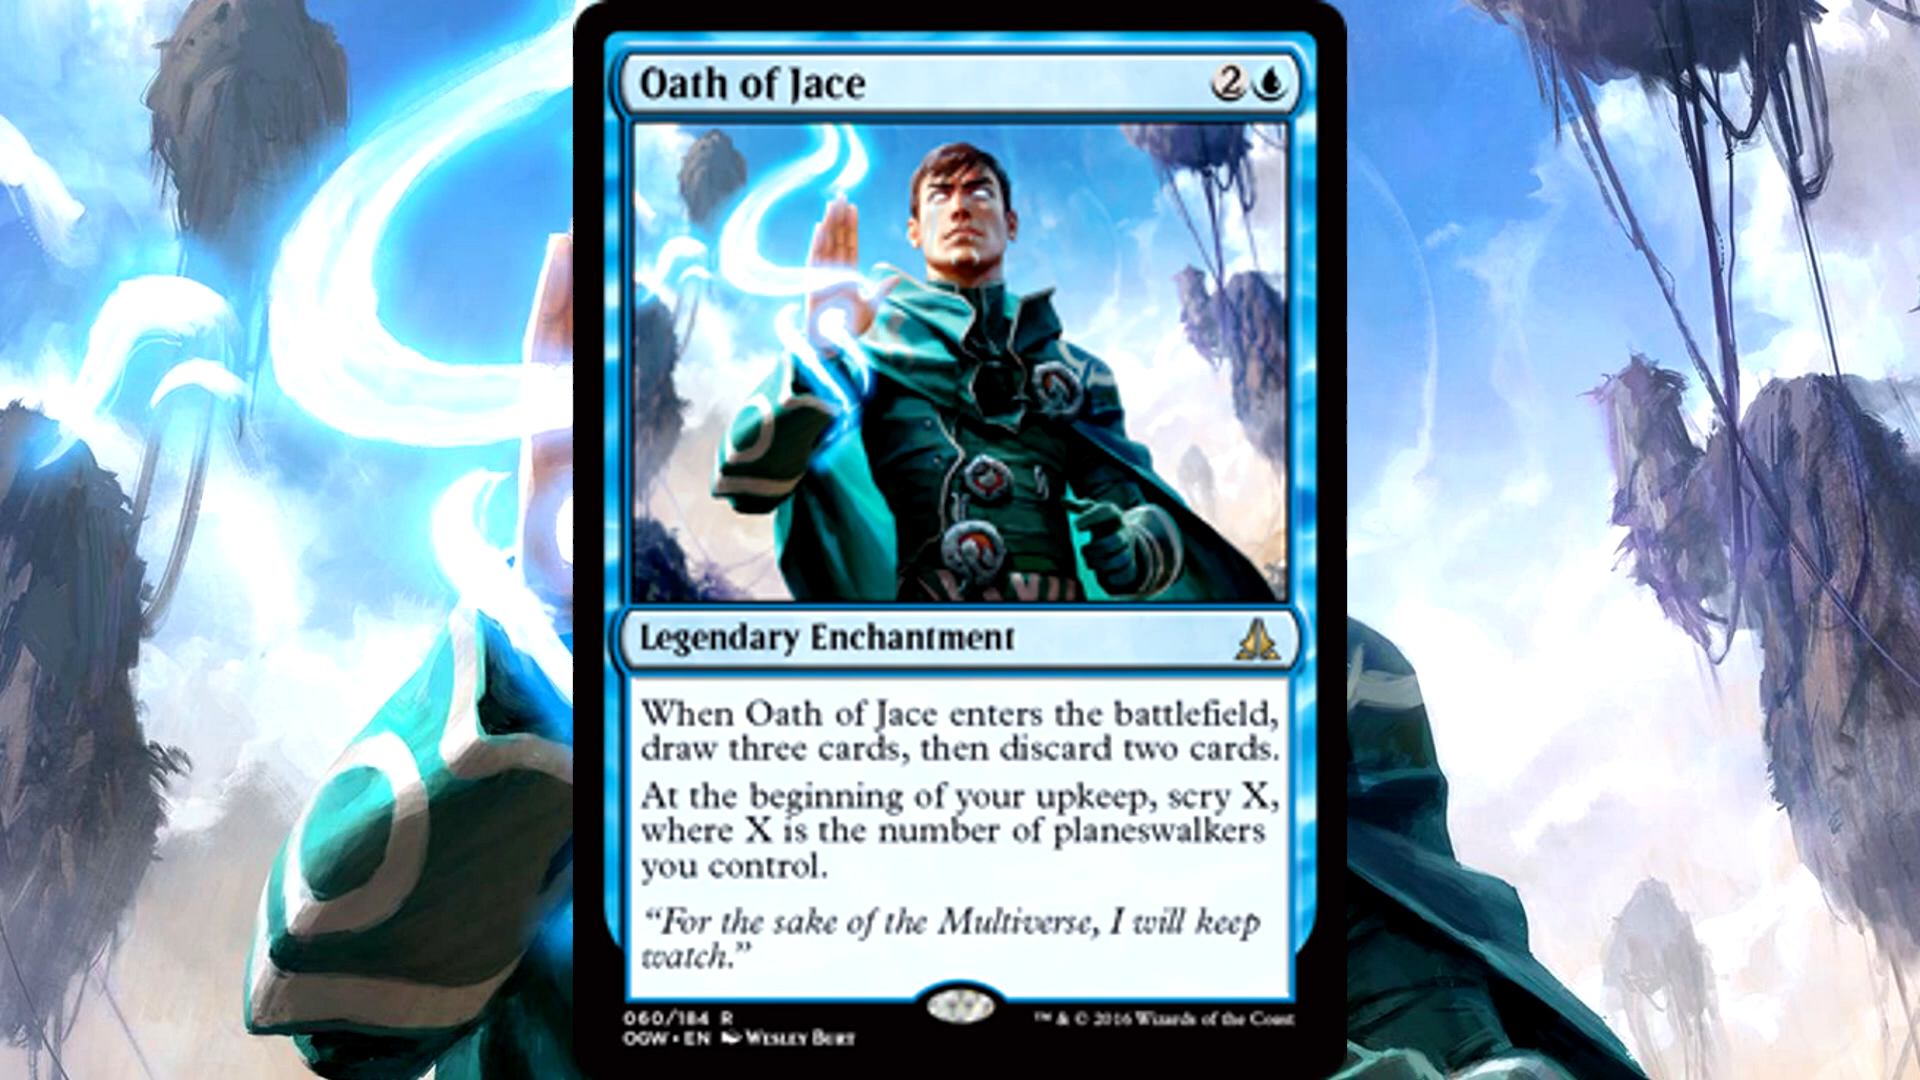 Oath of Jace 2
Legendary Enchantment
When Oath of Jace enters the battlefield,
draw three cards, then discard two cards.
At the beginning of your upkeep, scry X,
where X is the number of planeswalkers
you control.
“For the sake of the Multiverse, I will keep
watch.”
060/184 R
OGW • EN Wesley Burt
™ & © 2016 Wizards of the Coast